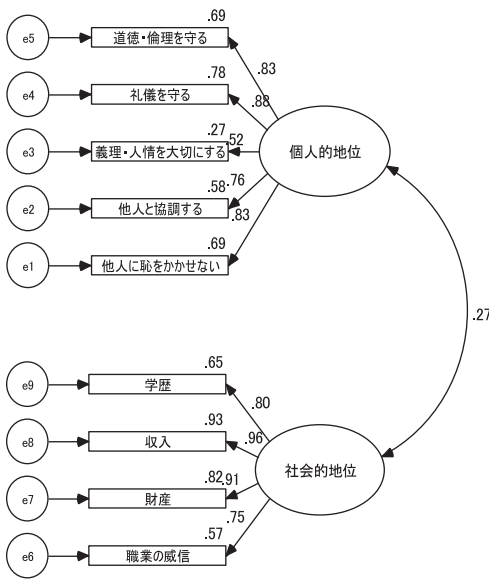 .69
e5 道徳・倫理を守る
.83
.78
e4 礼儀を守る
.88
.27
.52
e3 義理・人情を大切にする
個人的地位
.58
.76
e2 他人と協調する
.83
.69
e1 他人に恥をかかせない
.27
.65
e9 学歴
.80
.93
e8 収入
.96
社会的地位
.82
.91
e7 財産
.75
.57
e6 職業の威信